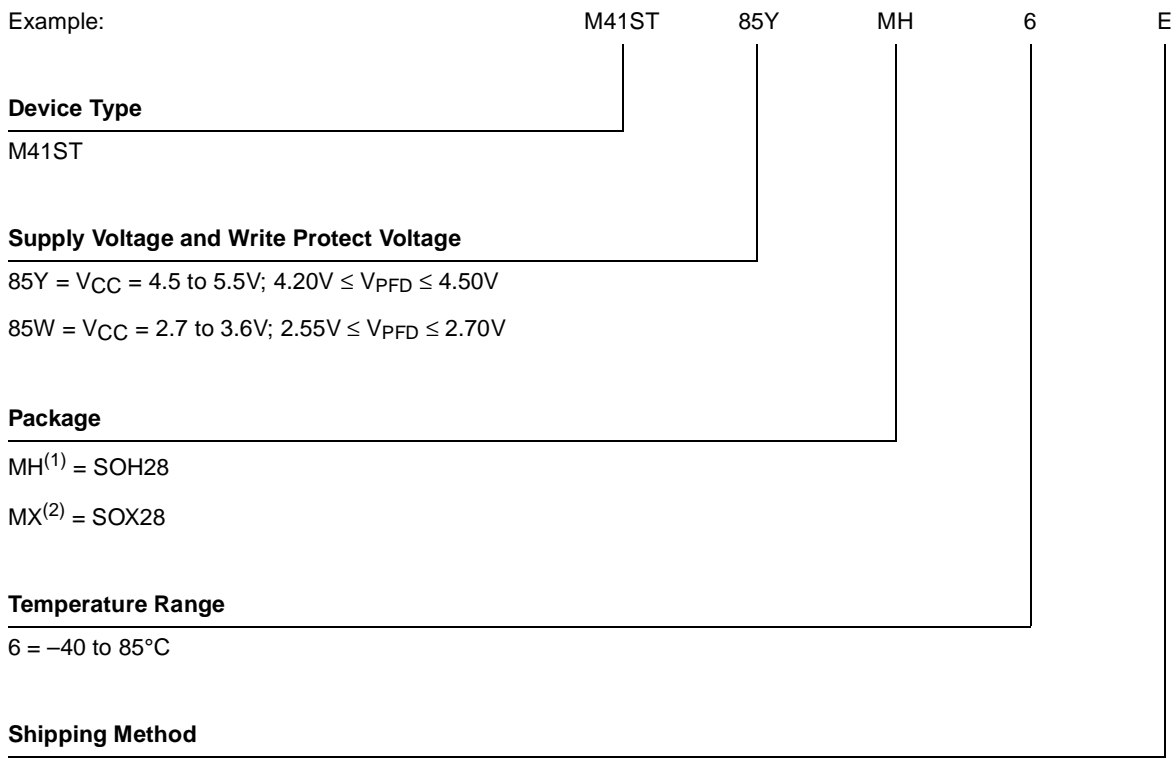 Example: M41ST 85Y MH 6 E
Device Type
M41ST
Supply Voltage and Write Protect Voltage
85Y = VCC = 4.5 to 5.5V; 4.20V ≤ VPFD ≤ 4.50V
85W = VCC = 2.7 to 3.6V; 2.55V ≤ VPFD ≤ 2.70V
Package
MH(1) = SOH28
MX(2) = SOX28
Temperature Range
6 = –40 to 85°C
Shipping Method